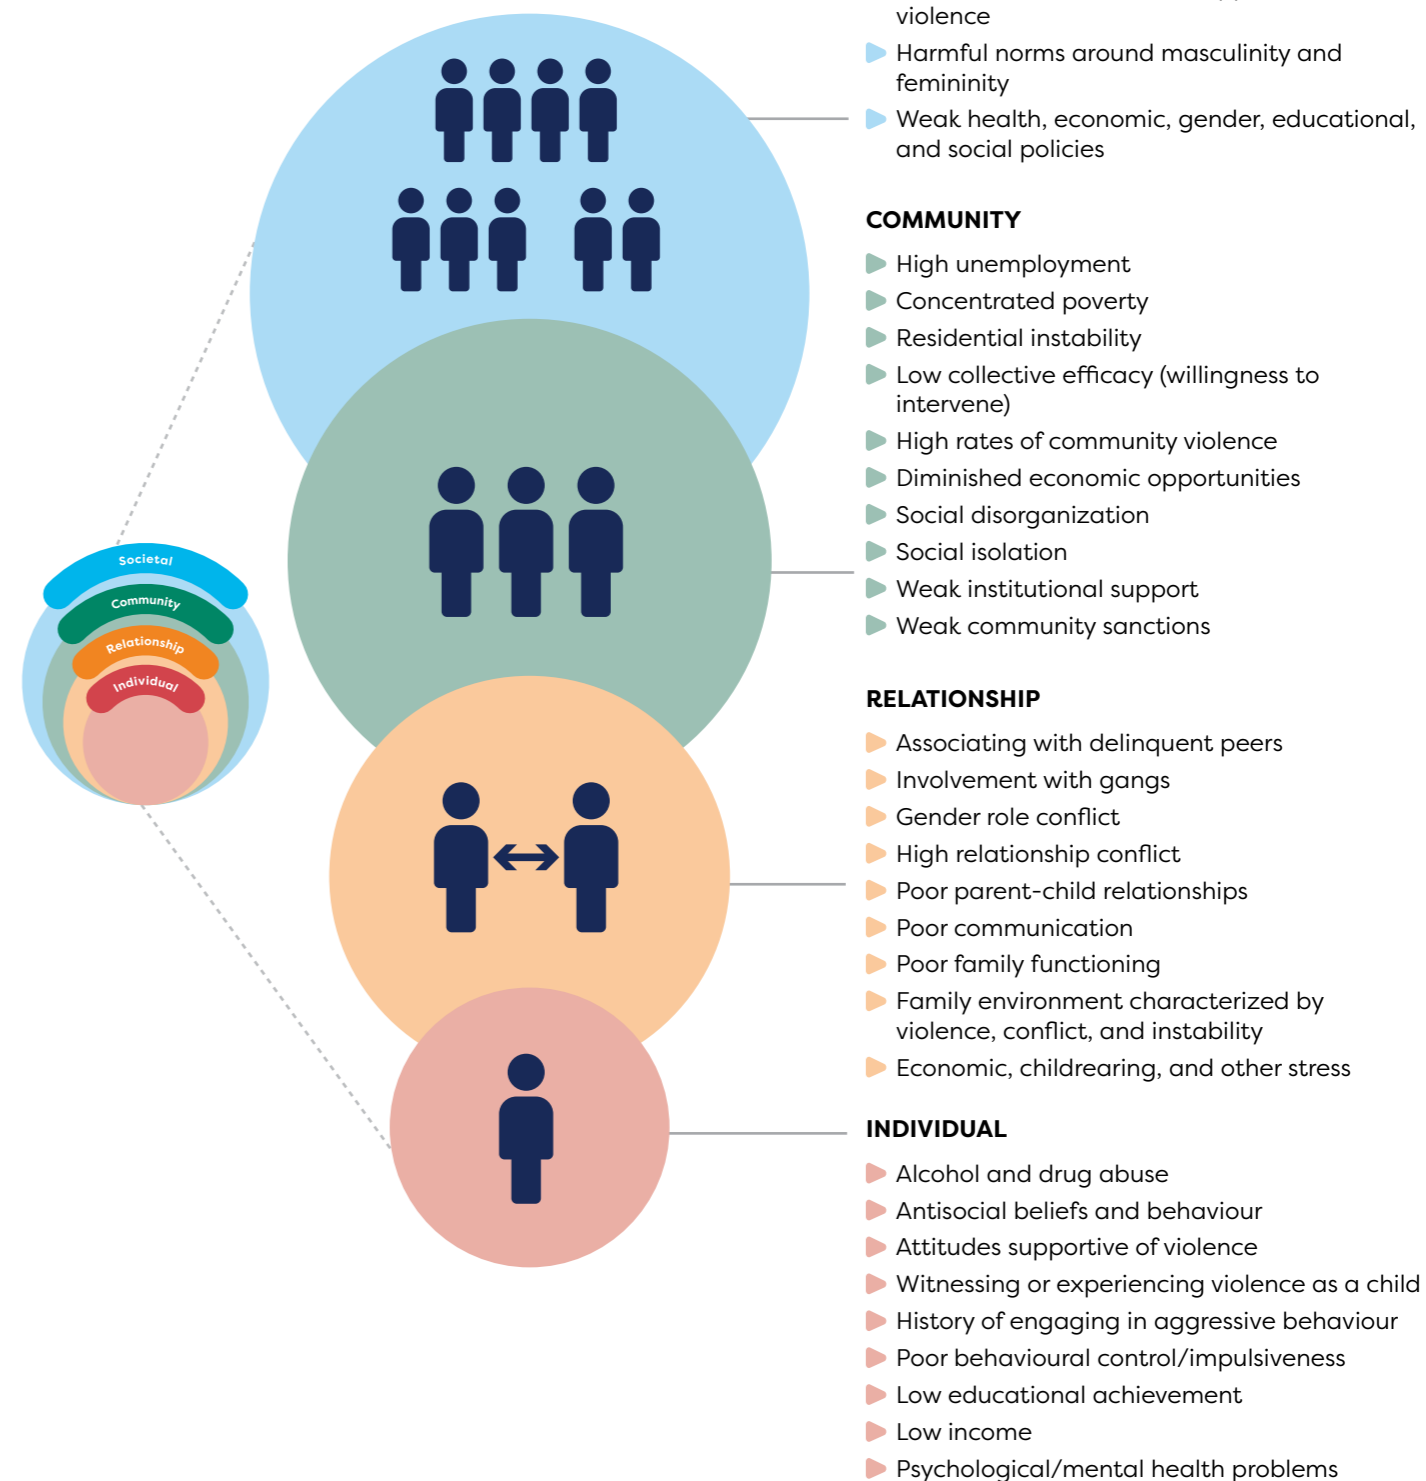 violence
Harmful norms around masculinity and
femininity
Weak health, economic, gender, educational,
and social policies
COMMUNITY
High unemployment
Concentrated poverty
Residential instability
Low collective efficacy (willingness to
intervene)
High rates of community violence
Diminished economic opportunities
Social disorganization
Social isolation
Weak institutional support
Weak community sanctions
Societal
Community
Relationship
Individual
RELATIONSHIP
Associating with delinquent peers
Involvement with gangs
Gender role conflict
High relationship conflict
Poor parent-child relationships
Poor communication
Poor family functioning
Family environment characterized by
violence, conflict, and instability
Economic, childrearing, and other stress
INDIVIDUAL
Alcohol and drug abuse
Antisocial beliefs and behaviour
Attitudes supportive of violence
Witnessing or experiencing violence as a child
History of engaging in aggressive behaviour
Poor behavioural control/impulsiveness
Low educational achievement
Low income
Psychological/mental health problems